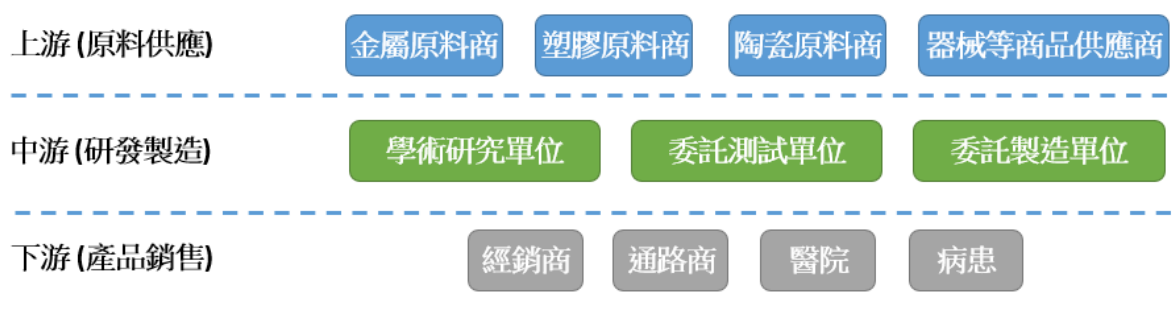 上游 (原料供應) 金屬原料商 塑膠原料商 陶瓷原料商 器械等商品供應商
中游 (研發製造) 學術研究單位 委託測試單位 委託製造單位
下游 (產品銷售) 經銷商 通路商 醫院 病患